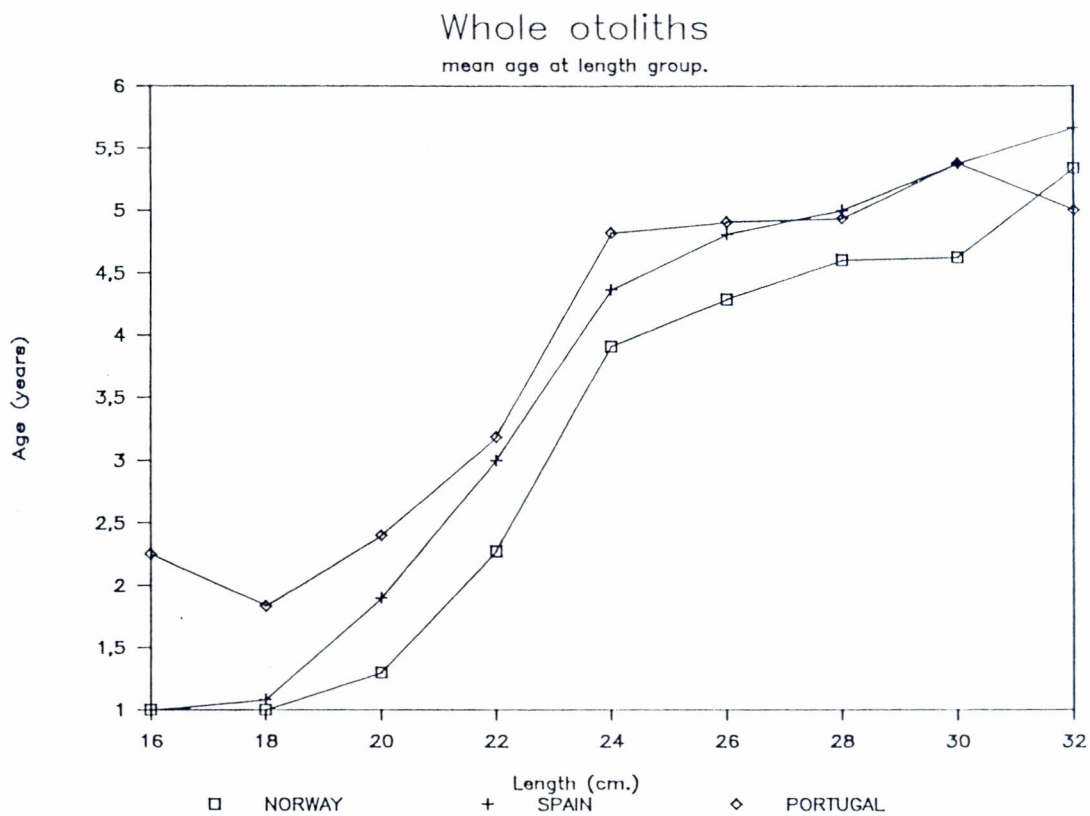 Whole otoliths
mean age at length group.
6
5,5
5
4,5
4
3,5
3
2,5
2
1,5
1
Age (years)
16 18 20 22 24 26 28 30 32
Length (cm.)
NORWAY SPAIN PORTUGAL